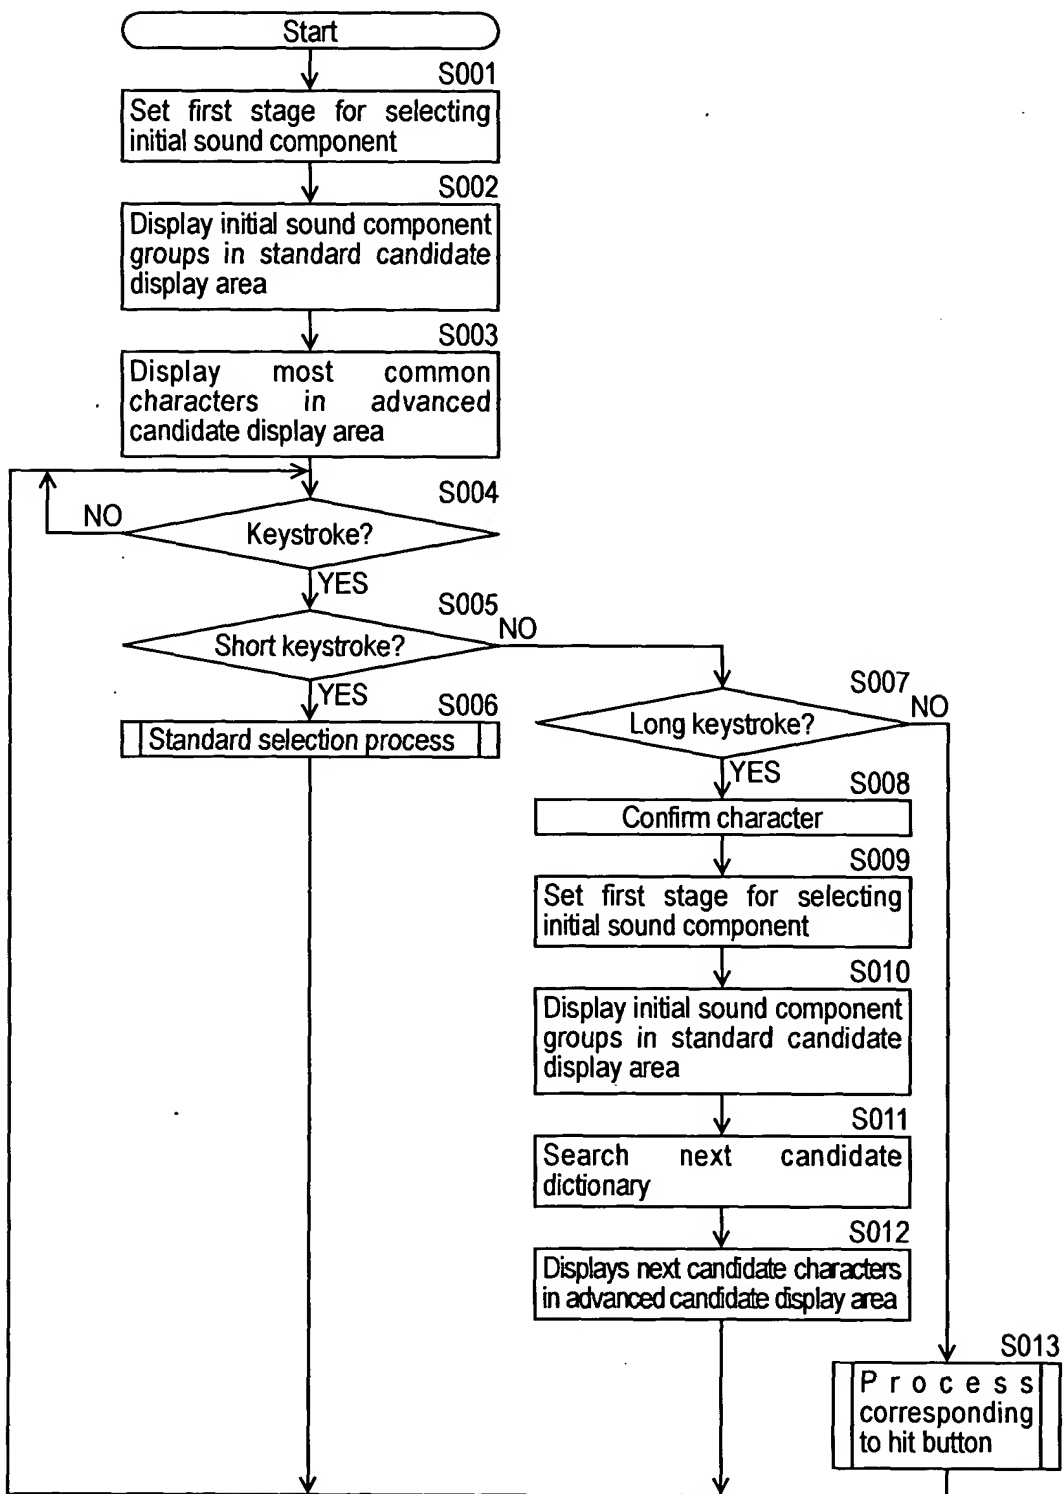 Start
S001
Set first stage for selecting
initial sound component
S002
Display initial sound component
groups in standard candidate
display area
S003
Display most common
characters in advanced
candidate display area
S004
NO
Keystroke?
YES
S005
NO
Short keystroke?
YES
S006
Standard selection process
S007
NO
Long keystroke?
YES
S008
Confirm character
S009
Set first stage for selecting
initial sound component
S010
Display initial sound component
groups in standard candidate
display area
S011
Search next candidate
dictionary
S012
Displays next candidate characters
in advanced candidate display area
S013
Process
corresponding
to hit button